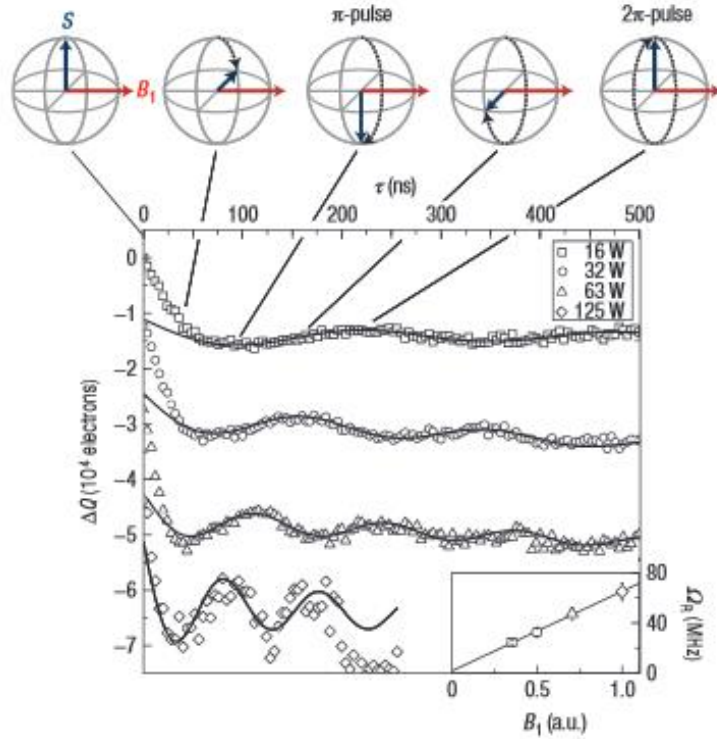 π-pulse 2π-pulse
S
B₁
τ (ns)
0 100 200 300 400 500
0
−1
−2
−3
−4
−5
−6
−7
ΔQ (10⁴ electrons)
16 W
32 W
63 W
125 W
80
40
0
Ω_R (MHz)
0 0.5 1.0
B₁ (a.u.)